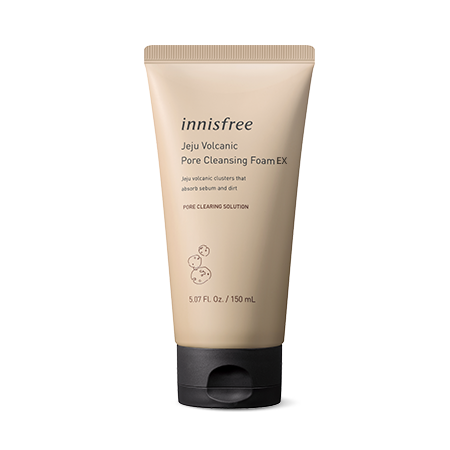 innisfree
Jeju Volcanic
Pore Cleansing Foam EX
Jeju volcanic clusters that
absorb sebum and dirt
PORE CLEARING SOLUTION
5.07 Fl. Oz. / 150 mL